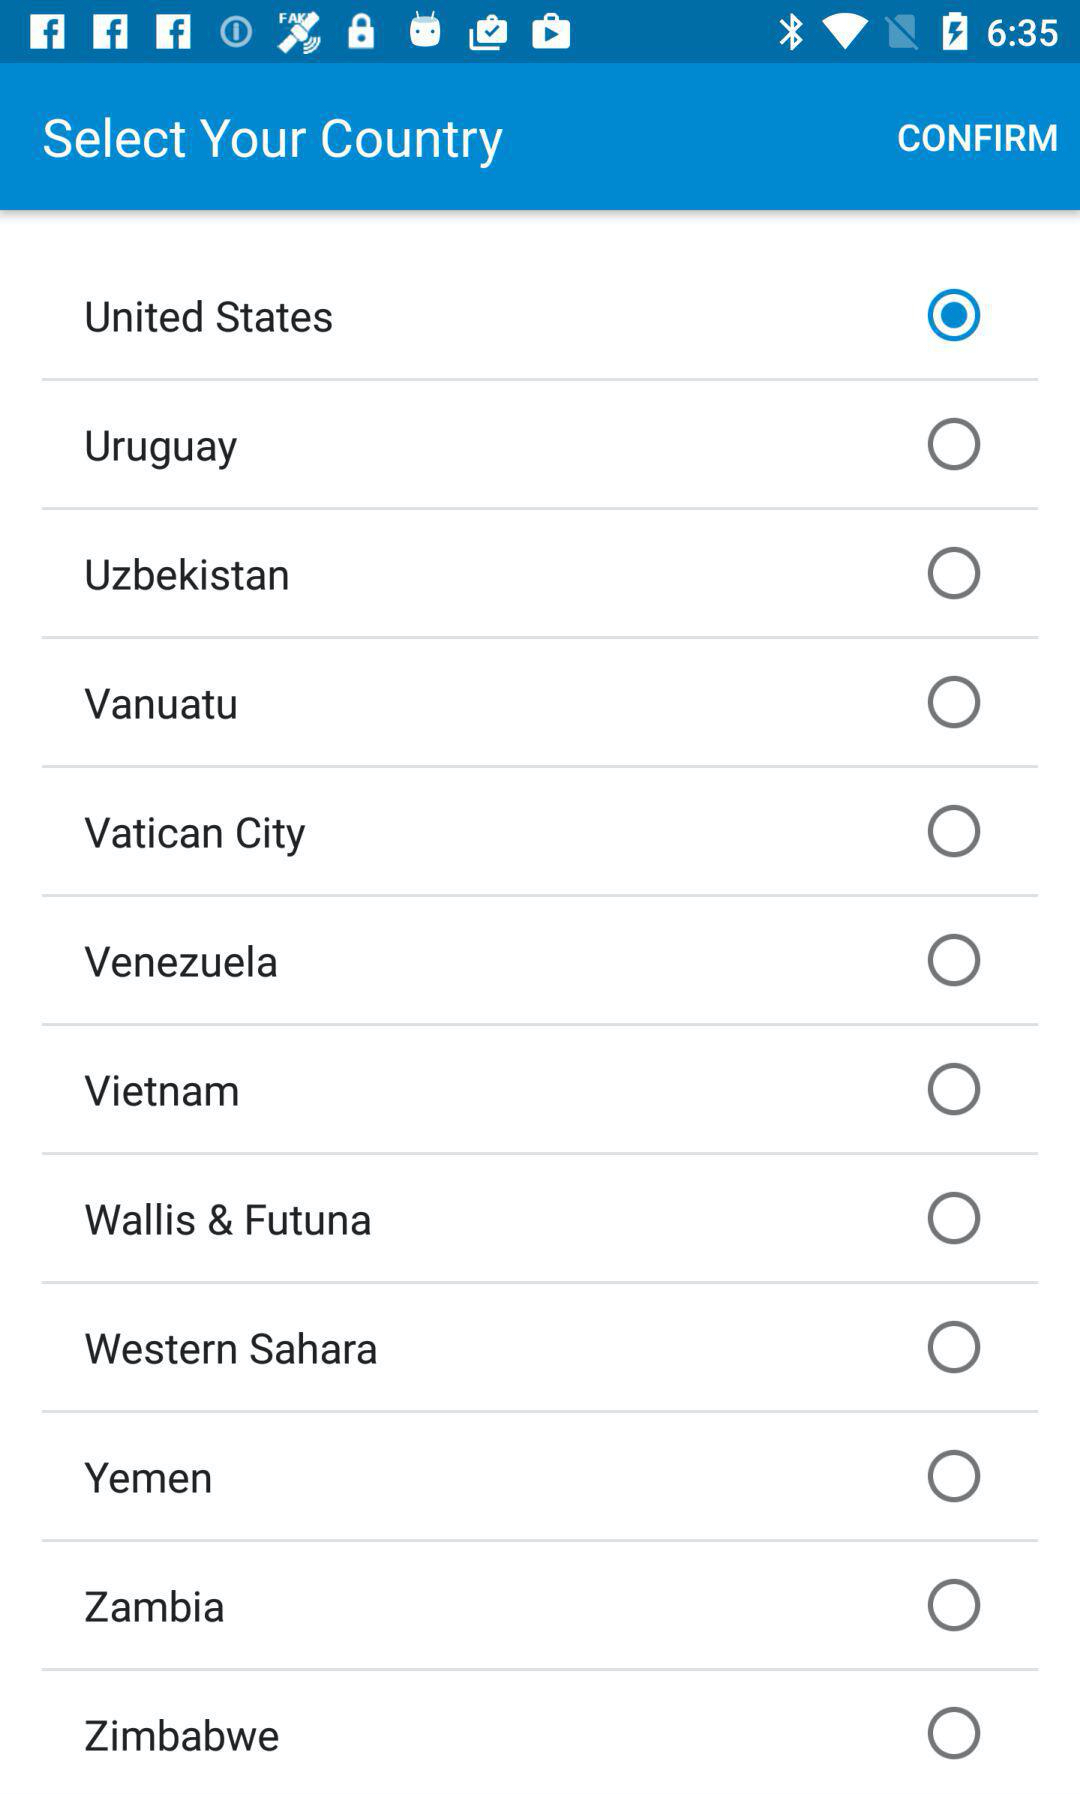 FAKE 6:35
Select Your Country CONFIRM
United States
Uruguay
Uzbekistan
Vanuatu
Vatican City
Venezuela
Vietnam
Wallis & Futuna
Western Sahara
Yemen
Zambia
Zimbabwe